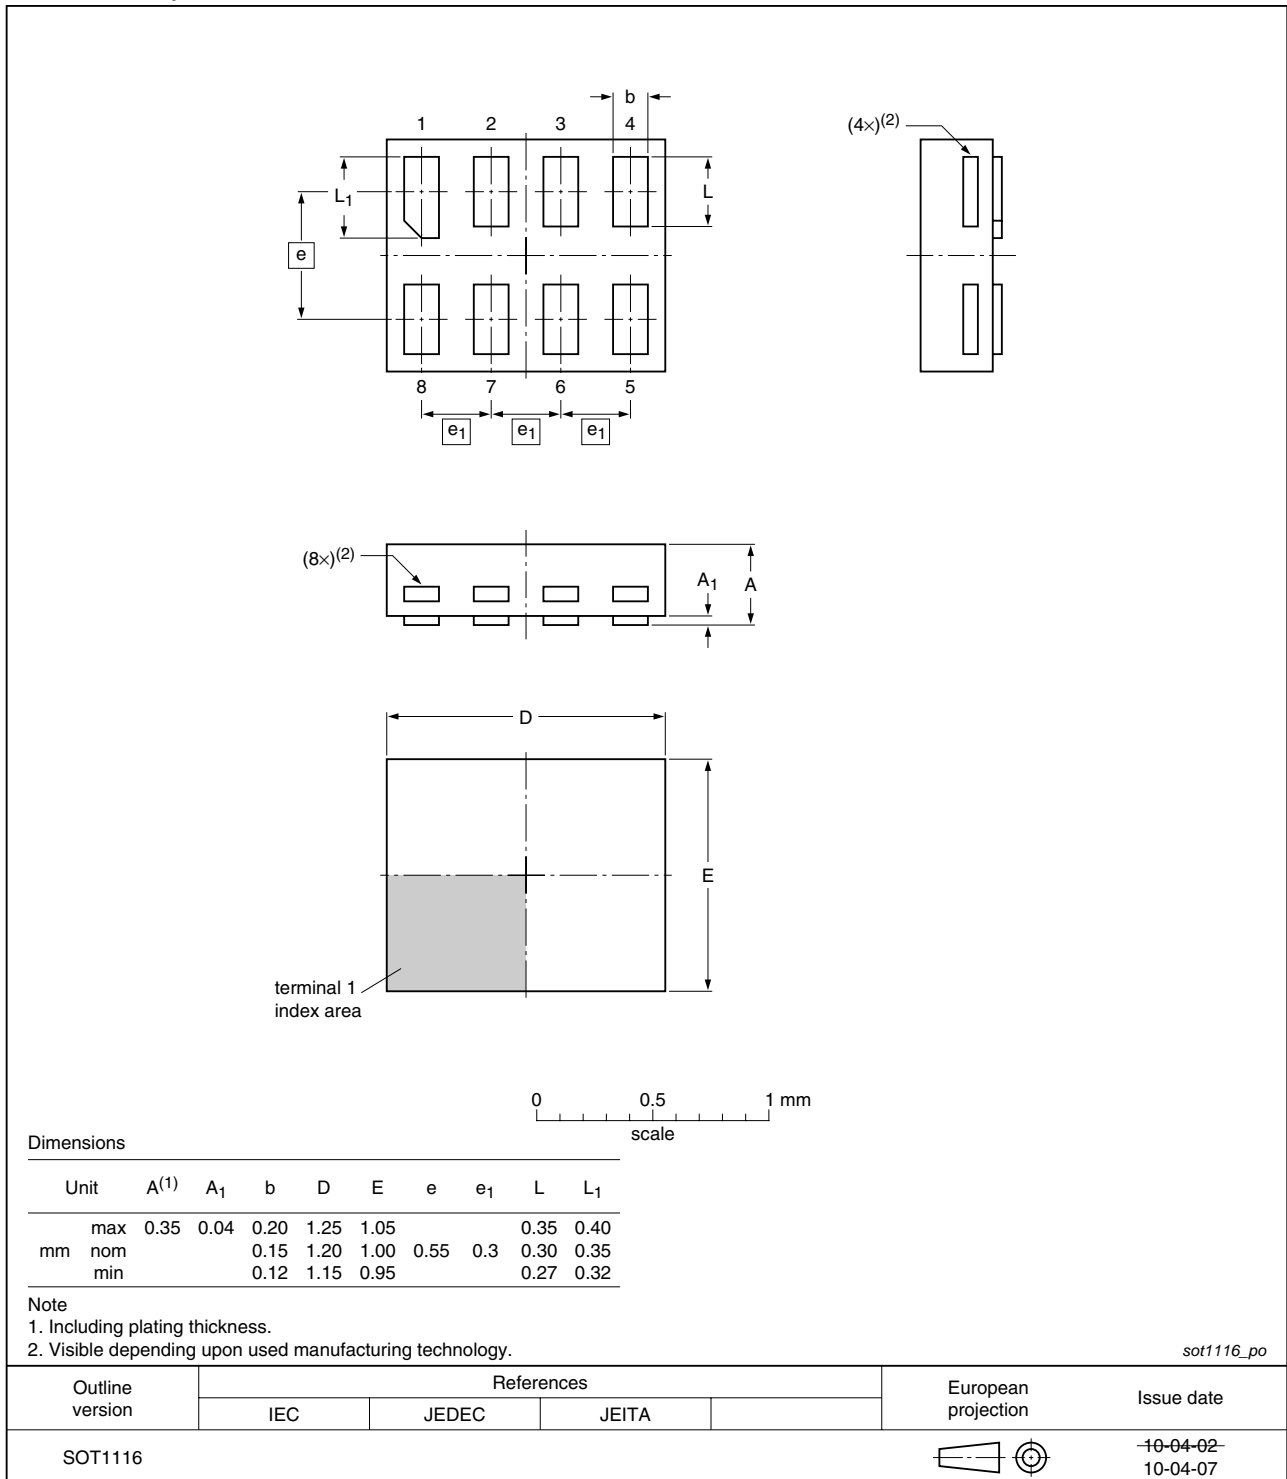 b
1 2 3 4
(4×)(2)
L1
L
e
8 7 6 5
e1 e1 e1
(8×)(2)
A1 A
D
E
terminal 1
index area
0 0.5 1 mm
scale
Dimensions
Unit A(1) A1 b D E e e1 L L1
max 0.35 0.04 0.20 1.25 1.05 0.35 0.40
mm nom 0.15 1.20 1.00 0.55 0.3 0.30 0.35
min 0.12 1.15 0.95 0.27 0.32
Note
1. Including plating thickness.
2. Visible depending upon used manufacturing technology.
sot1116_po
Outline version References European projection Issue date
IEC JEDEC JEITA
SOT1116 10-04-02
10-04-07